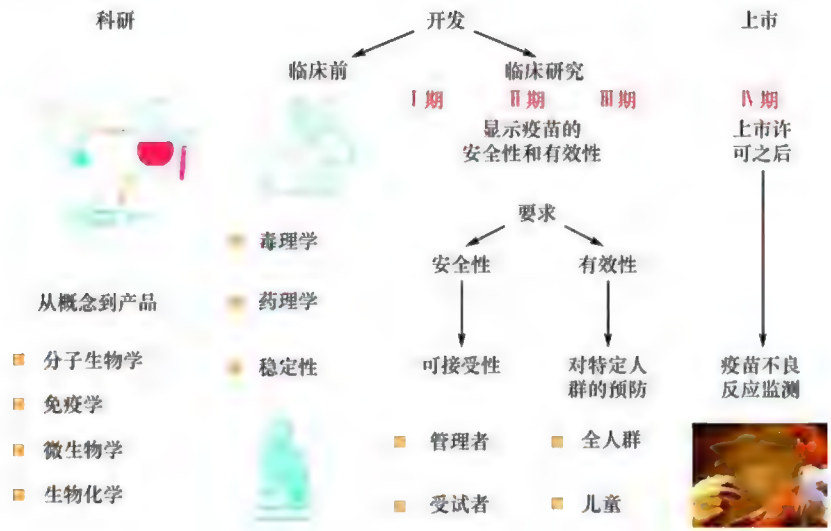 科研
开发
上市
临床前
临床研究
Ⅰ期
Ⅱ期
Ⅲ期
Ⅳ期
显示疫苗的
安全性和有效性
上市许
可之后
要求
安全性
有效性
毒理学
药理学
稳定性
从概念到产品
分子生物学
免疫学
微生物学
生物化学
可接受性
对特定人
群的预防
疫苗不良
反应监测
管理者
全人群
受试者
儿童